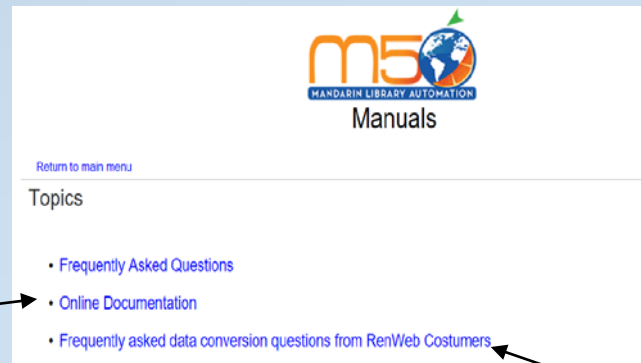 M5
MANDARIN LIBRARY AUTOMATION
Manuals
Return to main menu
Topics
• Frequently Asked Questions
• Online Documentation
• Frequently asked data conversion questions from RenWeb Costumers